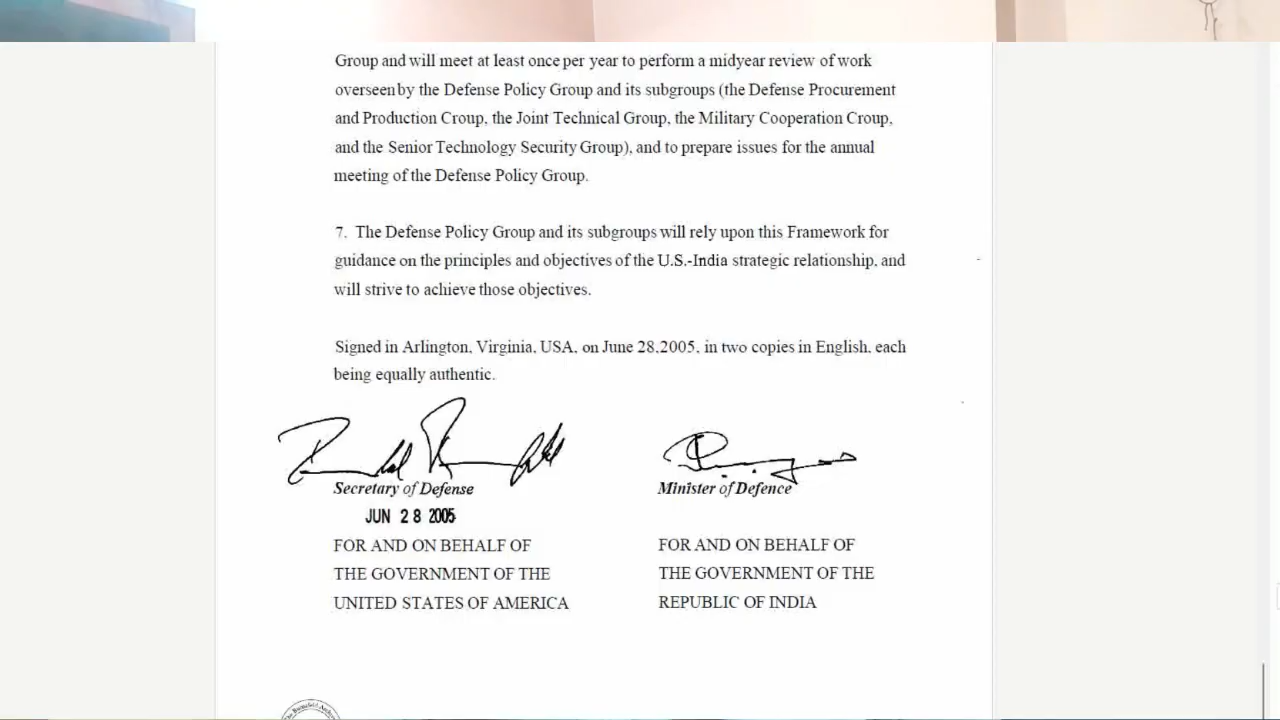 Group and will meet at least once per year to perform a midyear review of work
overseen by the Defense Policy Group and its subgroups (the Defense Procurement
and Production Croup, the Joint Technical Group, the Military Cooperation Croup,
and the Senior Technology Security Group), and to prepare issues for the annual
meeting of the Defense Policy Group.
7. The Defense Policy Group and its subgroups will rely upon this Framework for
guidance on the principles and objectives of the U.S.-India strategic relationship, and
will strive to achieve those objectives.
Signed in Arlington, Virginia, USA, on June 28,2005, in two copies in English, each
being equally authentic.
Secretary of Defense
JUN 28 2005
FOR AND ON BEHALF OF
THE GOVERNMENT OF THE
UNITED STATES OF AMERICA
Minister of Defence
FOR AND ON BEHALF OF
THE GOVERNMENT OF THE
REPUBLIC OF INDIA